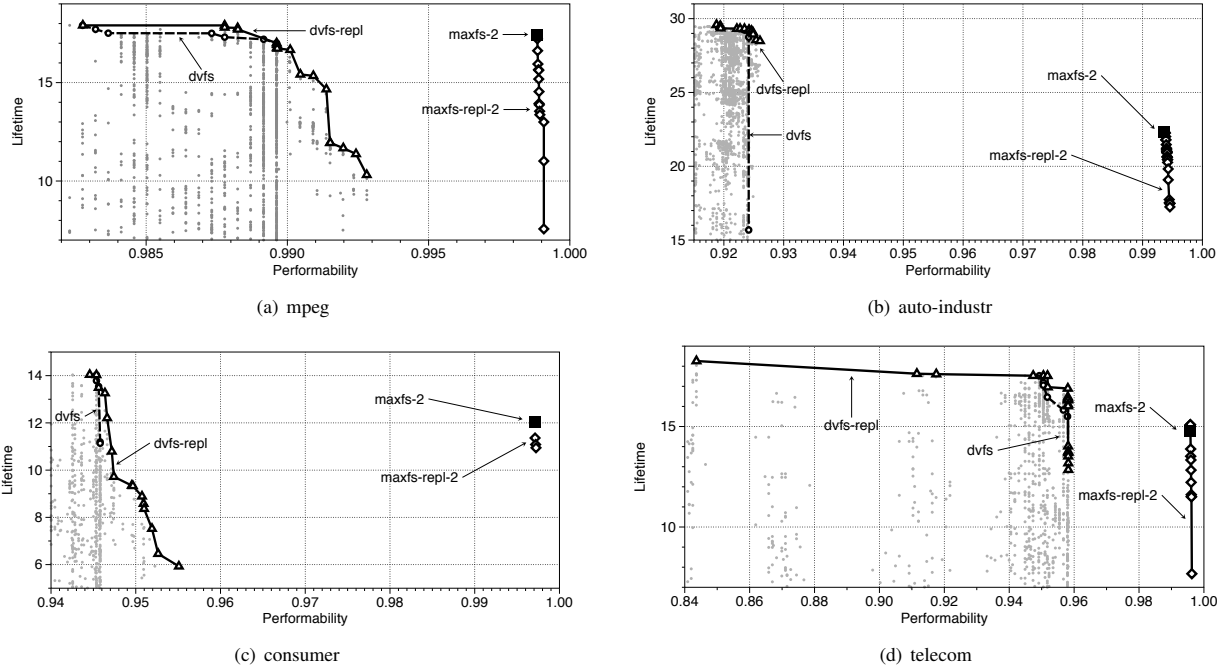 15
10
Lifetime
dvfs-repl
dvfs
maxfs-2
maxfs-repl-2
0.985
0.990
0.995
1.000
Performability
(a) mpeg
30
25
20
15
Lifetime
dvfs-repl
dvfs
maxfs-2
maxfs-repl-2
0.92
0.93
0.94
0.95
0.96
0.97
0.98
0.99
1.00
Performability
(b) auto-industr
14
12
10
8
6
Lifetime
dvfs
dvfs-repl
maxfs-2
maxfs-repl-2
0.94
0.95
0.96
0.97
0.98
0.99
1.00
Performability
(c) consumer
15
10
Lifetime
dvfs-repl
dvfs
maxfs-2
maxfs-repl-2
0.84
0.86
0.88
0.90
0.92
0.94
0.96
0.98
1.00
Performability
(d) telecom